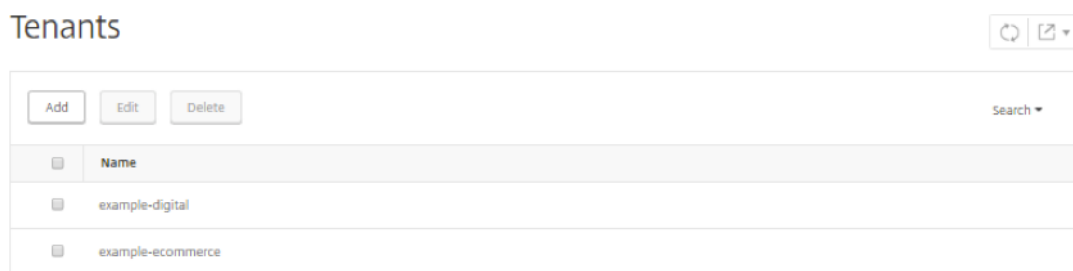 Tenants
Add Edit Delete Search
Name
example-digital
example-ecommerce